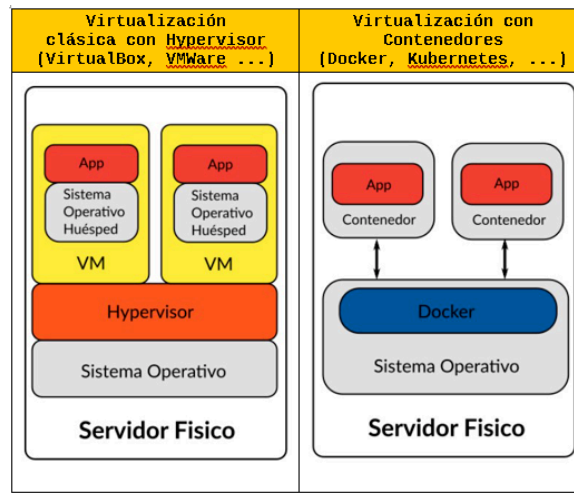 Virtualización
clásica con Hypervisor
(VirtualBox, VMWare ...)
Virtualización con
Contenedores
(Docker, Kubernetes, ...)
App
Sistema
Operativo
Huésped
VM
App
Sistema
Operativo
Huésped
VM
Hypervisor
Sistema Operativo
Servidor Fisico
App
Contenedor
App
Contenedor
Docker
Sistema Operativo
Servidor Fisico